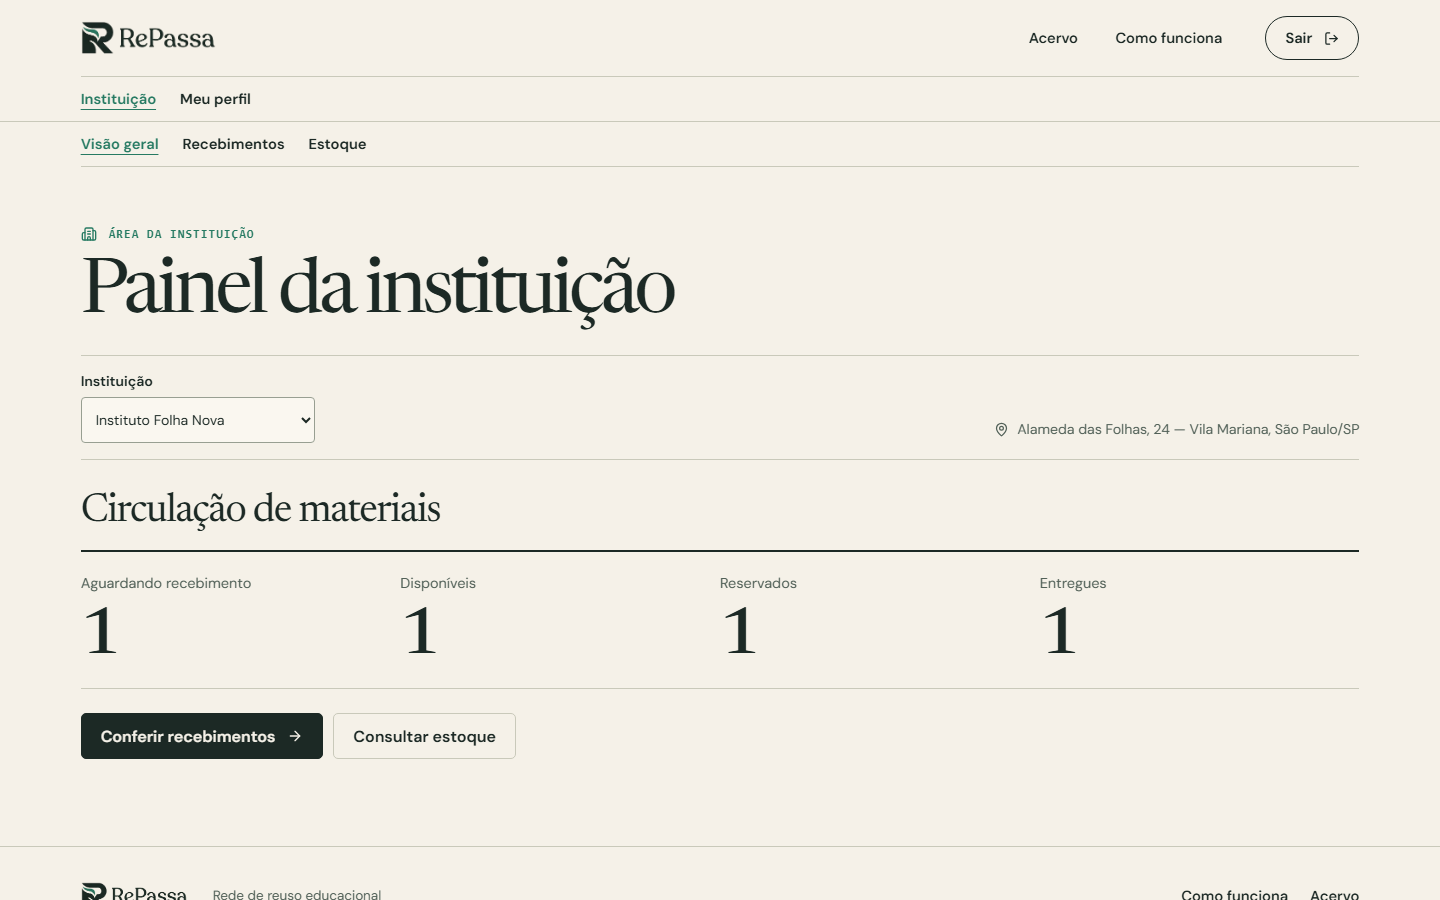 RePassa
Acervo
Como funciona
Sair
Instituição
Meu perfil
Visão geral
Recebimentos
Estoque
ÁREA DA INSTITUIÇÃO
Painel da instituição
Instituição
Instituto Folha Nova
Alameda das Folhas, 24 — Vila Mariana, São Paulo/SP
Circulação de materiais
Aguardando recebimento
Disponíveis
Reservados
Entregues
1
1
1
1
Conferir recebimentos
Consultar estoque
RePassa
Rede de reuso educacional
Como funciona
Acervo